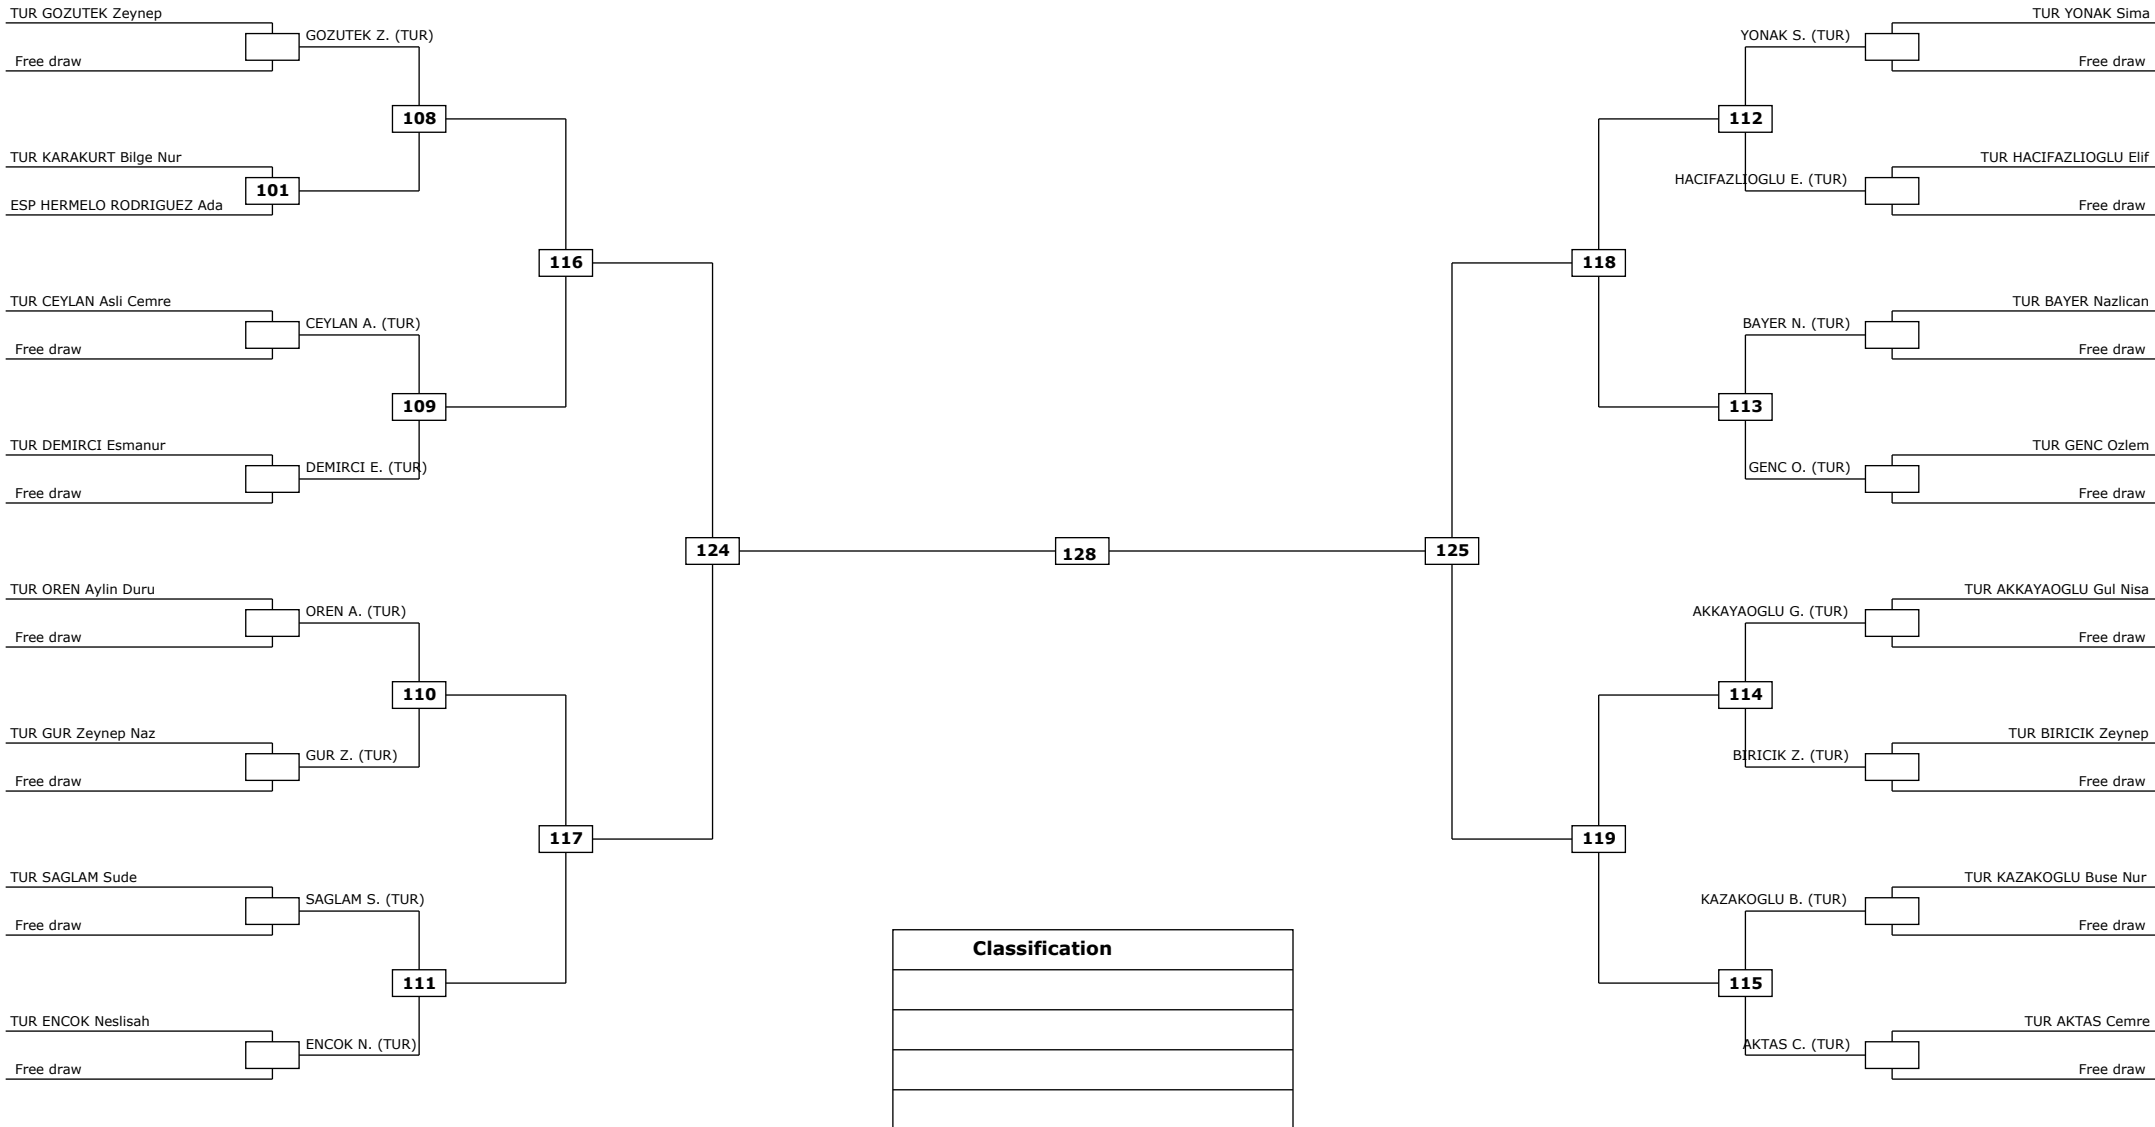 TUR GOZUTEK Zeynep
GOZUTEK Z. (TUR)
Free draw
108
TUR KARAKURT Bilge Nur
101
ESP HERMELO RODRIGUEZ Ada
116
TUR CEYLAN Asli Cemre
CEYLAN A. (TUR)
Free draw
109
TUR DEMIRCI Esmanur
DEMIRCI E. (TUR)
Free draw
124
TUR OREN Aylin Duru
OREN A. (TUR)
Free draw
110
TUR GUR Zeynep Naz
GUR Z. (TUR)
Free draw
117
TUR SAGLAM Sude
SAGLAM S. (TUR)
Free draw
111
TUR ENCOK Neslisah
ENCOK N. (TUR)
Free draw
128
Classification
TUR YONAK Sima
YONAK S. (TUR)
Free draw
112
TUR HACIFAZLIOGLU Elif
HACIFAZLIOGLU E. (TUR)
Free draw
118
TUR BAYER Nazlican
BAYER N. (TUR)
Free draw
113
TUR GENC Ozlem
GENC O. (TUR)
Free draw
125
TUR AKKAYAOGLU Gul Nisa
AKKAYAOGLU G. (TUR)
Free draw
114
TUR BIRICIK Zeynep
BIRICIK Z. (TUR)
Free draw
119
TUR KAZAKOGLU Buse Nur
KAZAKOGLU B. (TUR)
Free draw
115
TUR AKTAS Cemre
AKTAS C. (TUR)
Free draw